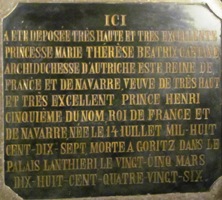 ICI
A ÉTÉ DÉPOSÉE TRÈS HAUTE ET TRÈS EXCELLENTE
PRINCESSE MARIE THÉRÈSE BEATRIX GAETANE
ARCHIDUCHESSE D'AUTRICHE ESTE REINE DE
FRANCE ET DE NAVARRE, VEUVE DE TRÈS HAUT
ET TRÈS EXCELLENT PRINCE HENRI
CINQUIÈME DU NOM, ROI DE FRANCE ET
DE NAVARRE, NÉE LE 14 JUILLET MIL-HUIT
CENT-DIX-SEPT MORTE A GORITZ DANS LE
PALAIS LANTHIERI LE VINGT-CINQ MARS
DIX-HUIT-CENT-QUATRE VINGT-SIX.